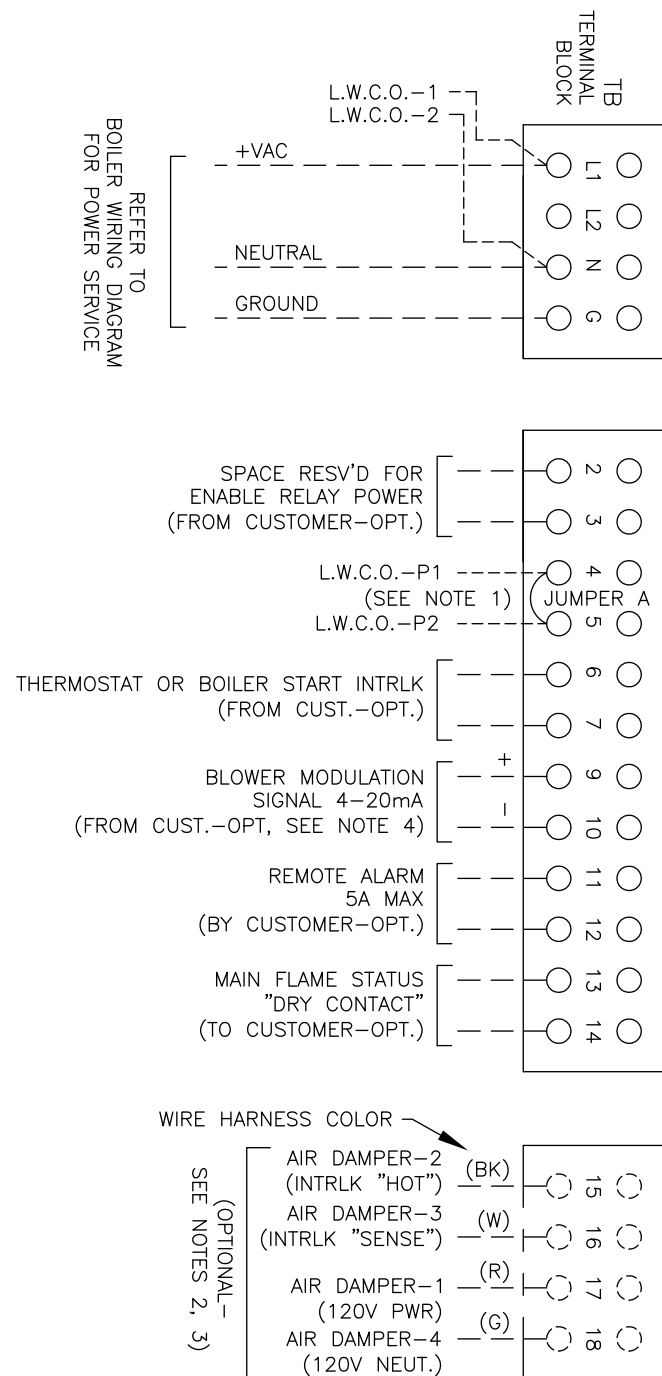 TB
TERMINAL
BLOCK
L.W.C.O.-1
L.W.C.O.-2
+VAC
L1
L2
NEUTRAL
N
GROUND
G
REFER TO
BOILER WIRING DIAGRAM
FOR POWER SERVICE
SPACE RESV'D FOR
ENABLE RELAY POWER
(FROM CUSTOMER-OPT.)
2
3
L.W.C.O.-P1
4
(SEE NOTE 1)
JUMPER A
L.W.C.O.-P2
5
THERMOSTAT OR BOILER START INTRLK
(FROM CUST.-OPT.)
6
7
BLOWER MODULATION
SIGNAL 4-20mA
(FROM CUST.-OPT, SEE NOTE 4)
+
9
-
10
REMOTE ALARM
5A MAX
(BY CUSTOMER-OPT.)
11
12
MAIN FLAME STATUS
"DRY CONTACT"
(TO CUSTOMER-OPT.)
13
14
WIRE HARNESS COLOR
(OPTIONAL-
SEE NOTES 2, 3)
AIR DAMPER-2
(INTRLK "HOT")
(BK)
15
AIR DAMPER-3
(INTRLK "SENSE")
(W)
16
AIR DAMPER-1
(120V PWR)
(R)
17
AIR DAMPER-4
(120V NEUT.)
(G)
18